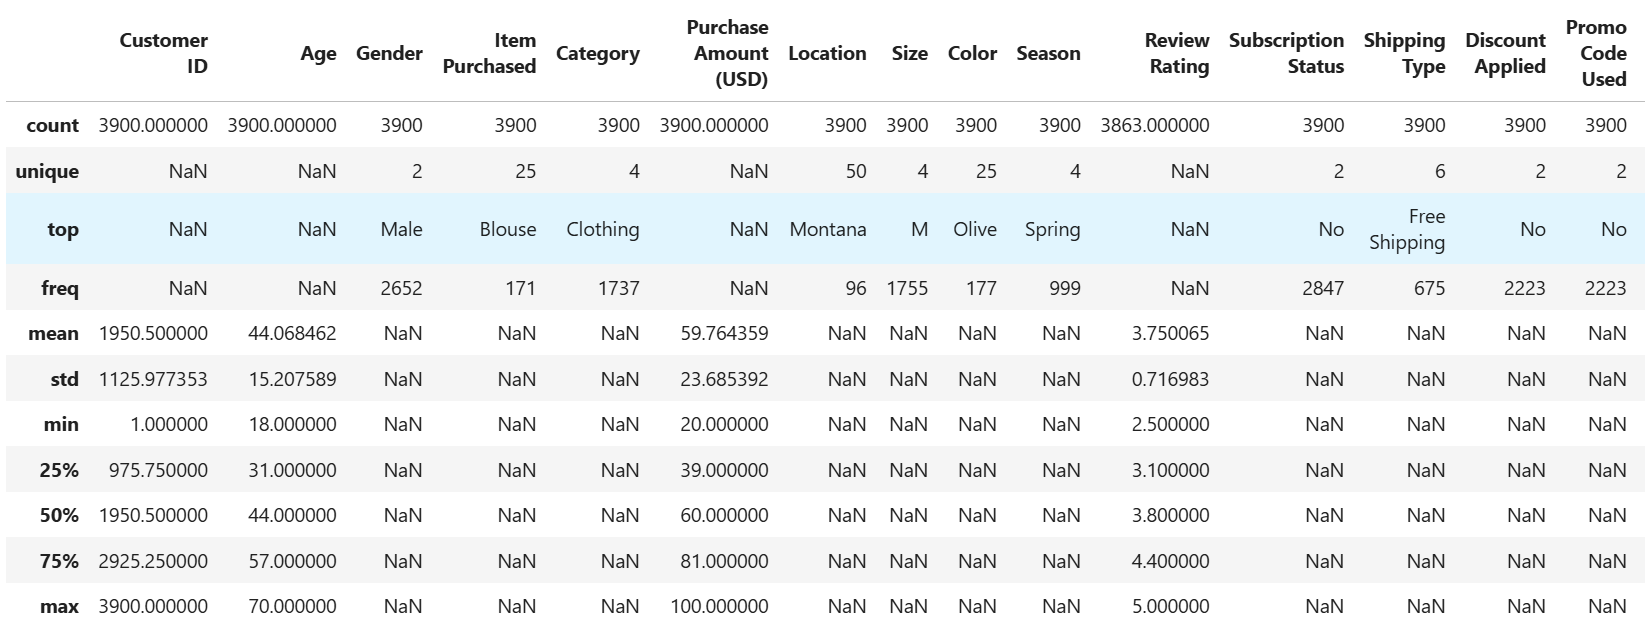 Customer ID Age Gender Item Purchased Category Purchase Amount (USD) Location Size Color Season Review Rating Subscription Status Shipping Type Discount Applied Promo Code Used
count 3900.000000 3900.000000 3900 3900 3900 3900.000000 3900 3900 3900 3900 3863.000000 3900 3900 3900 3900
unique NaN NaN 2 25 4 NaN 50 4 25 4 NaN 2 6 2 2
top NaN NaN Male Blouse Clothing NaN Montana M Olive Spring NaN No Free Shipping No No
freq NaN NaN 2652 171 1737 NaN 96 1755 177 999 NaN 2847 675 2223 2223
mean 1950.500000 44.068462 NaN NaN NaN 59.764359 NaN NaN NaN NaN 3.750065 NaN NaN NaN NaN
std 1125.977353 15.207589 NaN NaN NaN 23.685392 NaN NaN NaN NaN 0.716983 NaN NaN NaN NaN
min 1.000000 18.000000 NaN NaN NaN 20.000000 NaN NaN NaN NaN 2.500000 NaN NaN NaN NaN
25% 975.750000 31.000000 NaN NaN NaN 39.000000 NaN NaN NaN NaN 3.100000 NaN NaN NaN NaN
50% 1950.500000 44.000000 NaN NaN NaN 60.000000 NaN NaN NaN NaN 3.800000 NaN NaN NaN NaN
75% 2925.250000 57.000000 NaN NaN NaN 81.000000 NaN NaN NaN NaN 4.400000 NaN NaN NaN NaN
max 3900.000000 70.000000 NaN NaN NaN 100.000000 NaN NaN NaN NaN 5.000000 NaN NaN NaN NaN